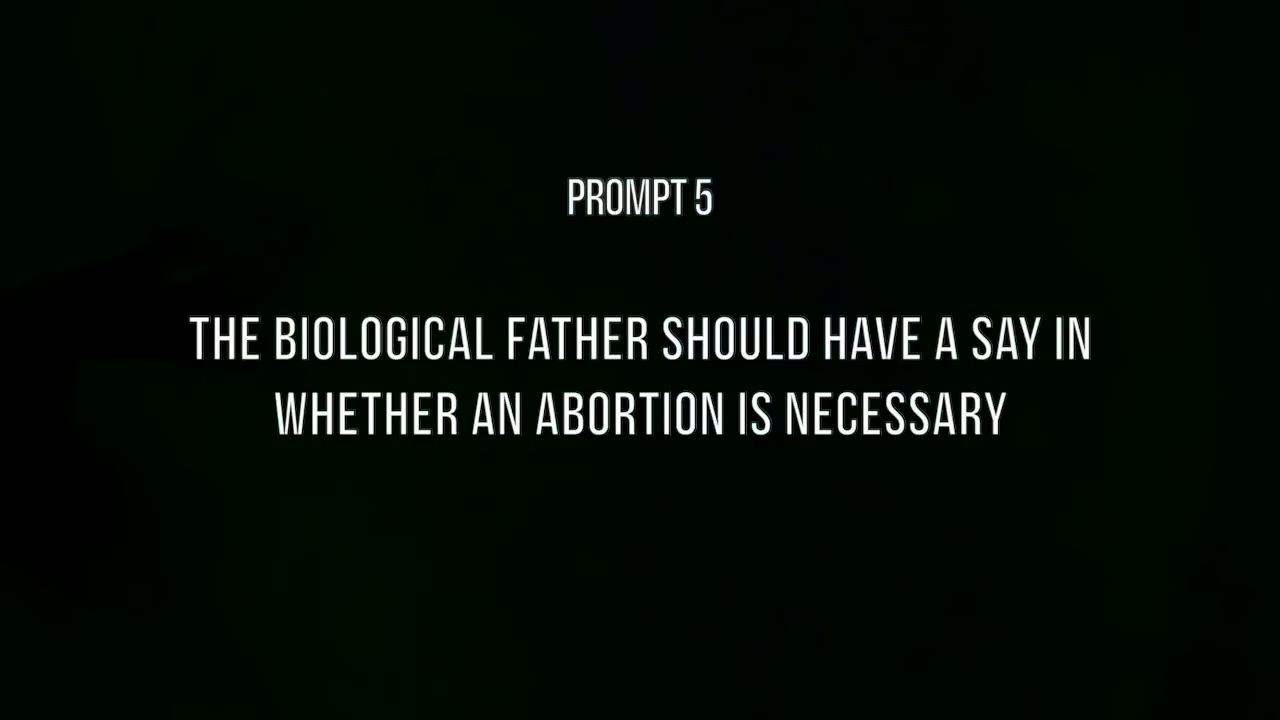 PROMPT 5
THE BIOLOGICAL FATHER SHOULD HAVE A SAY IN
WHETHER AN ABORTION IS NECESSARY